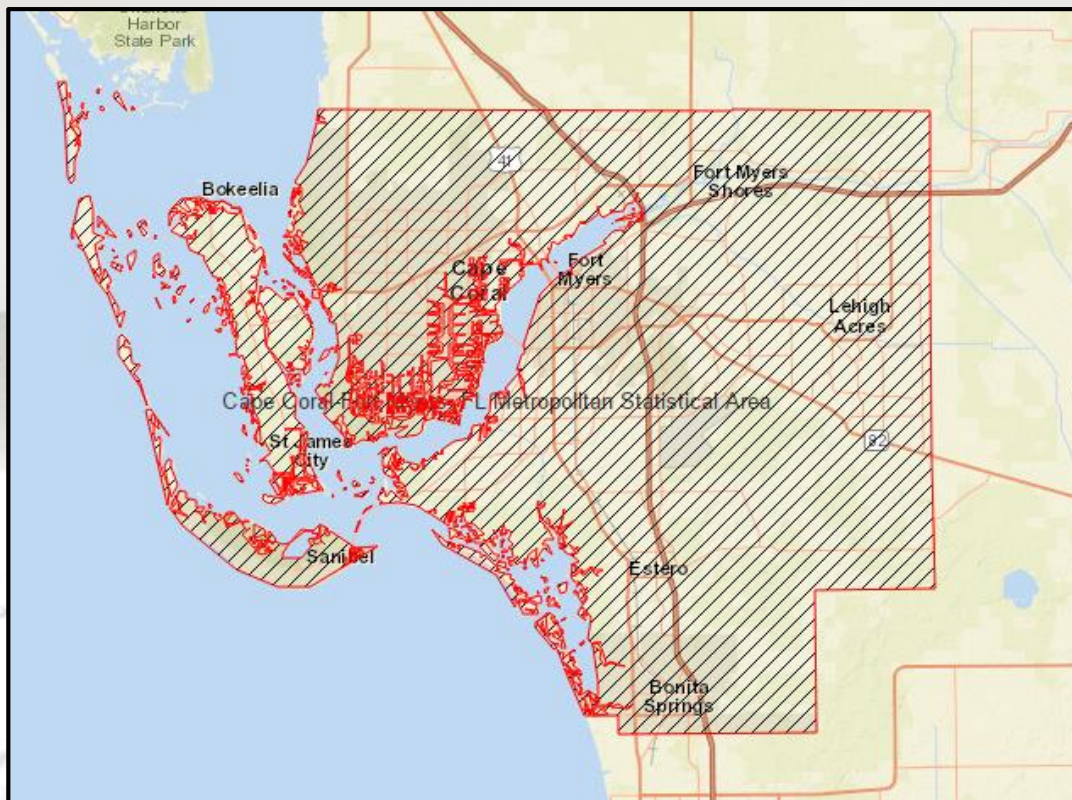 Harbor
State Park
Bokeelia
41
Fort Myers
Shores
Cape
Coral
Fort
Myers
Lehigh
Acres
Cape Coral-Fort FL Metropolitan Statistical Area
St James
City
82
Sanibel
Estero
Bonita
Springs